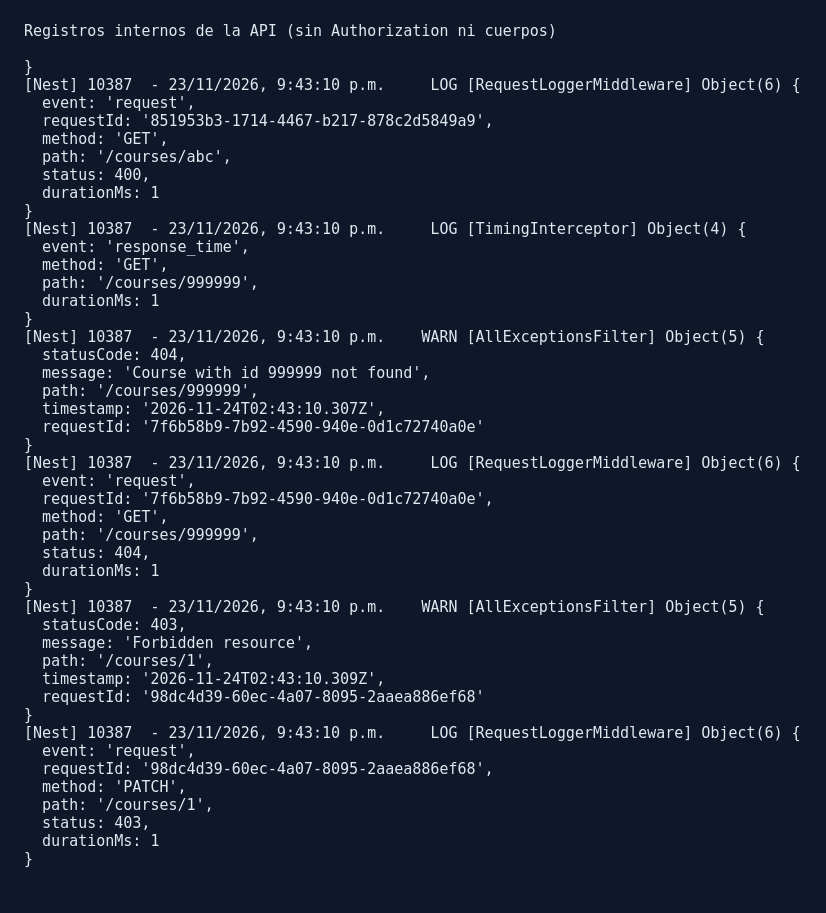 Registros internos de la API (sin Authorization ni cuerpos)
}
[Nest] 10387  - 23/11/2026, 9:43:10 p.m.     LOG [RequestLoggerMiddleware] Object(6) {
  event: 'request',
  requestId: '851953b3-1714-4467-b217-878c2d5849a9',
  method: 'GET',
  path: '/courses/abc',
  status: 400,
  durationMs: 1
}
[Nest] 10387  - 23/11/2026, 9:43:10 p.m.     LOG [TimingInterceptor] Object(4) {
  event: 'response_time',
  method: 'GET',
  path: '/courses/999999',
  durationMs: 1
}
[Nest] 10387  - 23/11/2026, 9:43:10 p.m.    WARN [AllExceptionsFilter] Object(5) {
  statusCode: 404,
  message: 'Course with id 999999 not found',
  path: '/courses/999999',
  timestamp: '2026-11-24T02:43:10.307Z',
  requestId: '7f6b58b9-7b92-4590-940e-0d1c72740a0e'
}
[Nest] 10387  - 23/11/2026, 9:43:10 p.m.     LOG [RequestLoggerMiddleware] Object(6) {
  event: 'request',
  requestId: '7f6b58b9-7b92-4590-940e-0d1c72740a0e',
  method: 'GET',
  path: '/courses/999999',
  status: 404,
  durationMs: 1
}
[Nest] 10387  - 23/11/2026, 9:43:10 p.m.    WARN [AllExceptionsFilter] Object(5) {
  statusCode: 403,
  message: 'Forbidden resource',
  path: '/courses/1',
  timestamp: '2026-11-24T02:43:10.309Z',
  requestId: '98dc4d39-60ec-4a07-8095-2aaea886ef68'
}
[Nest] 10387  - 23/11/2026, 9:43:10 p.m.     LOG [RequestLoggerMiddleware] Object(6) {
  event: 'request',
  requestId: '98dc4d39-60ec-4a07-8095-2aaea886ef68',
  method: 'PATCH',
  path: '/courses/1',
  status: 403,
  durationMs: 1
}